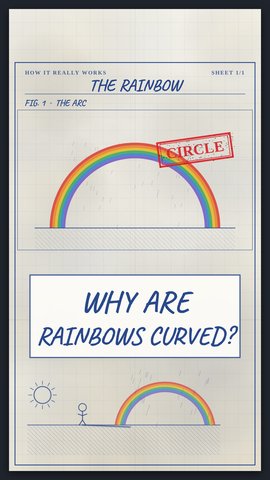 HOW IT REALLY WORKS SHEET 1/1
THE RAINBOW
FIG. 1 · THE ARC
CIRCLE
WHY ARE
RAINBOWS CURVED?